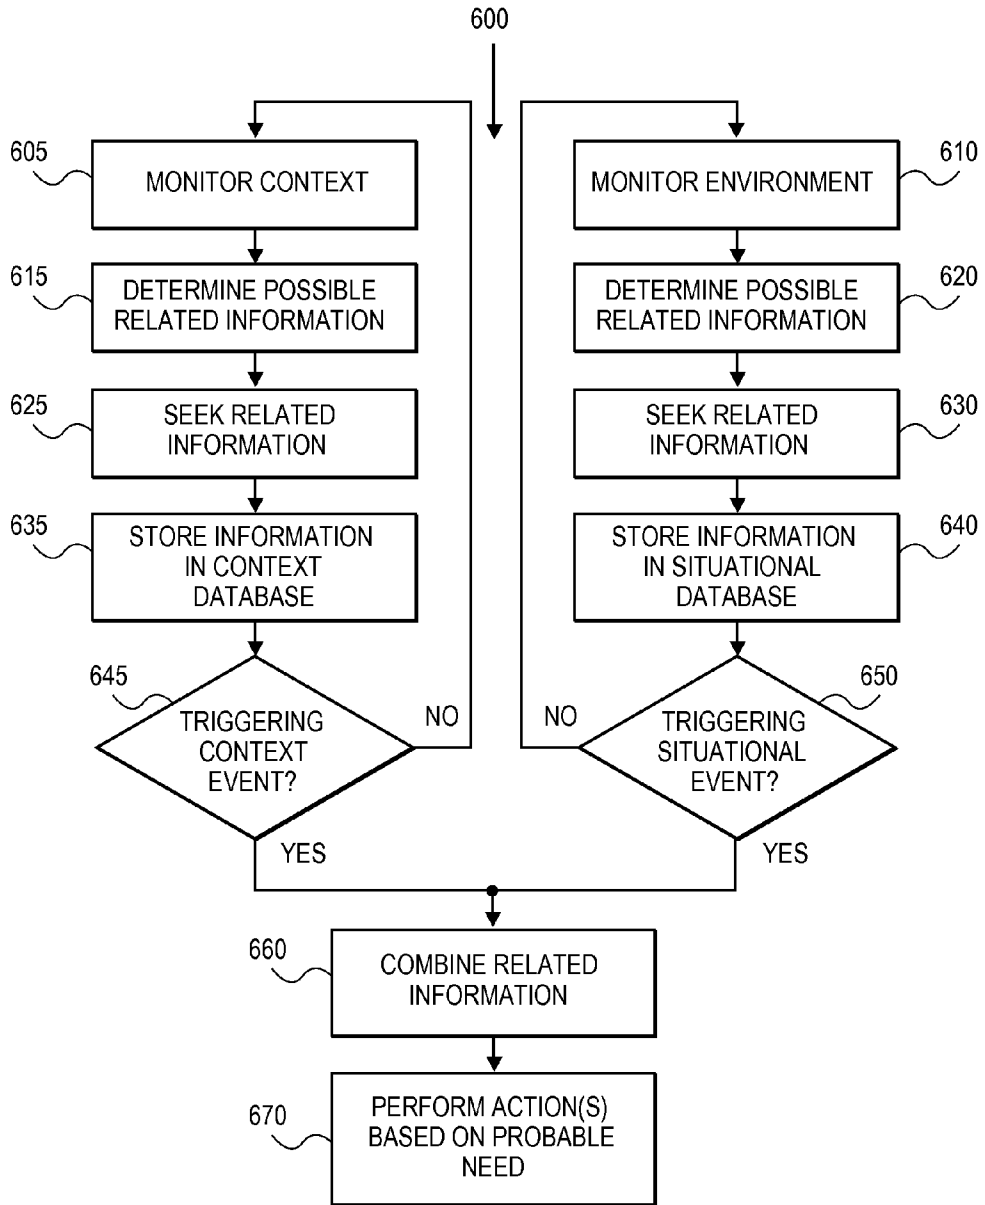 600
605
MONITOR CONTEXT
610
MONITOR ENVIRONMENT
615
DETERMINE POSSIBLE
RELATED INFORMATION
620
DETERMINE POSSIBLE
RELATED INFORMATION
625
SEEK RELATED
INFORMATION
630
SEEK RELATED
INFORMATION
635
STORE INFORMATION
IN CONTEXT
DATABASE
640
STORE INFORMATION
IN SITUATIONAL
DATABASE
645
TRIGGERING
CONTEXT
EVENT?
NO
YES
650
TRIGGERING
SITUATIONAL
EVENT?
NO
YES
660
COMBINE RELATED
INFORMATION
670
PERFORM ACTION(S)
BASED ON PROBABLE
NEED